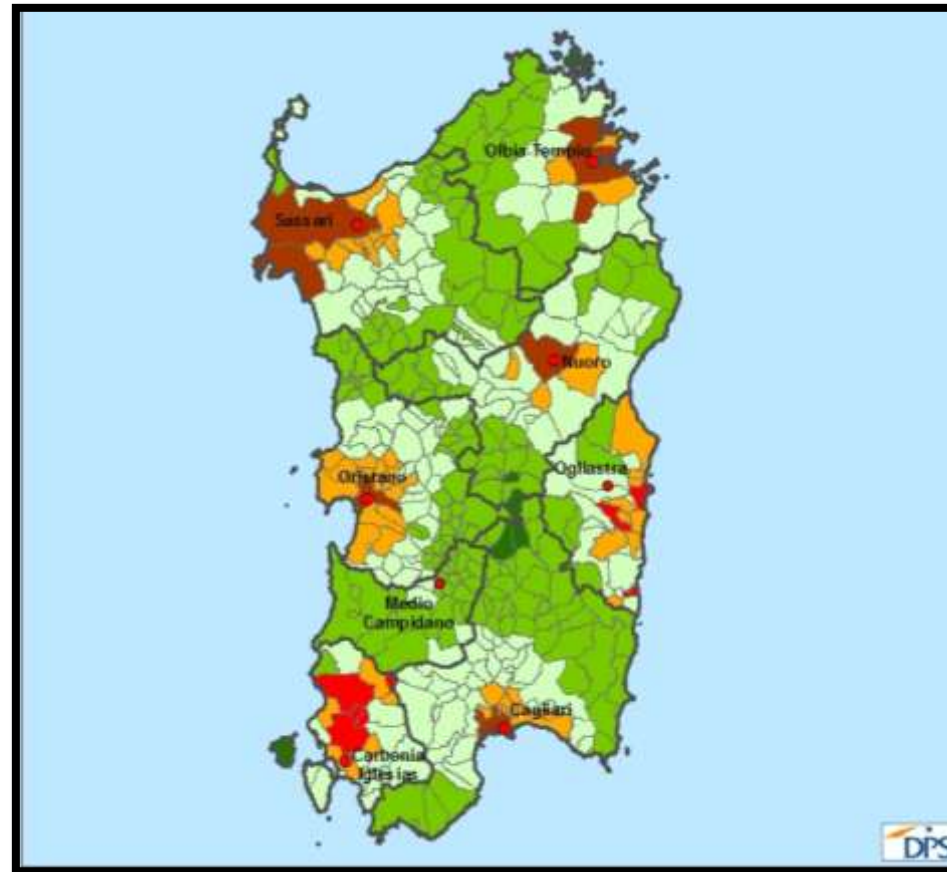 Olbia Tempio
Sassari
Nuoro
Ogliastra
Oristano
Medio
Campidano
Cagliari
Carbonia
Iglesias
DPS